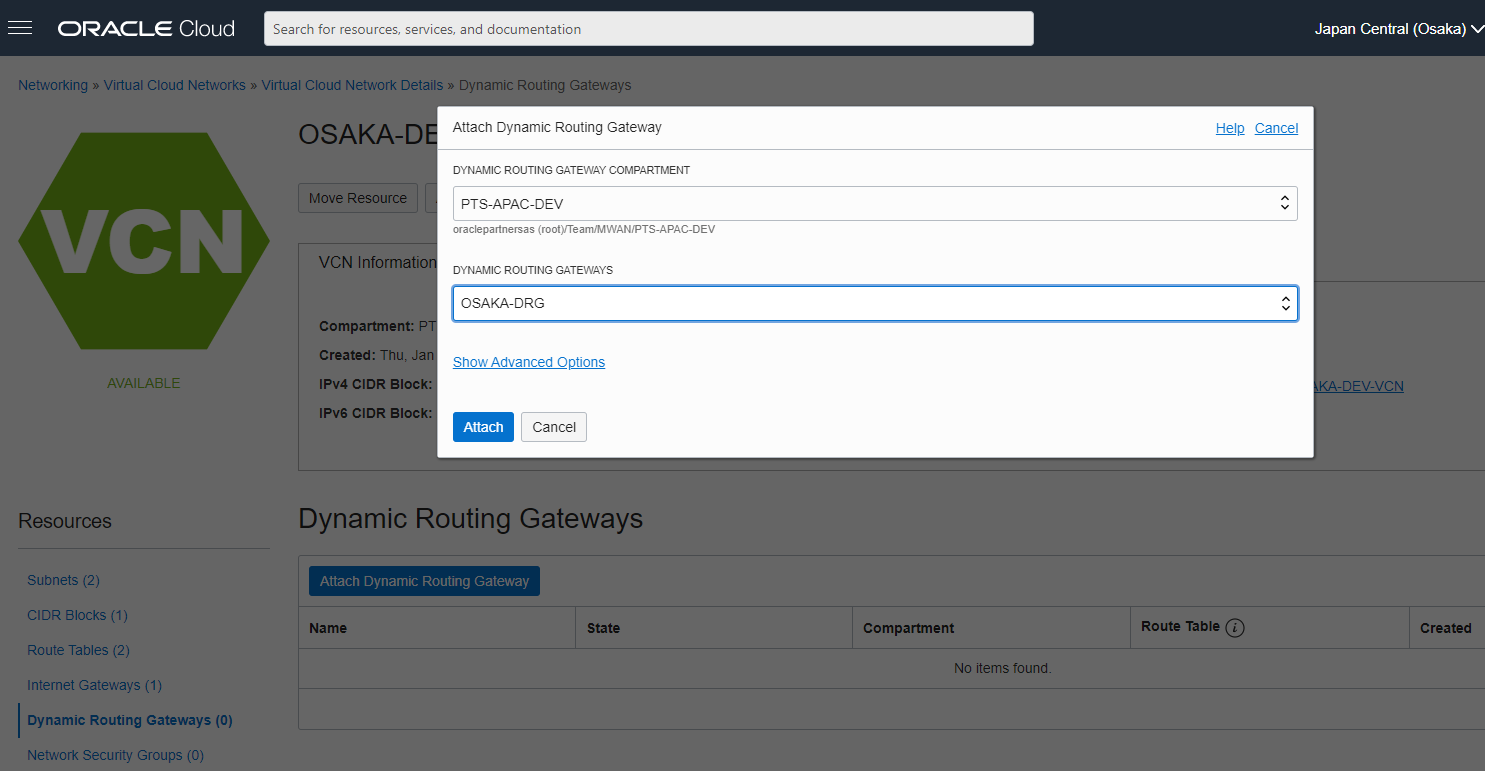 ORACLE Cloud
Search for resources, services, and documentation
Japan Central (Osaka)
Networking » Virtual Cloud Networks » Virtual Cloud Network Details » Dynamic Routing Gateways
VCN
AVAILABLE
OSAKA-DE
Move Resource
VCN Information
Compartment: PT
Created: Thu, Jan
IPv4 CIDR Block:
IPv6 CIDR Block:
AKA-DEV-VCN
Attach Dynamic Routing Gateway
Help Cancel
DYNAMIC ROUTING GATEWAY COMPARTMENT
PTS-APAC-DEV
oraclepartnersas (root)/Team/MWAN/PTS-APAC-DEV
DYNAMIC ROUTING GATEWAYS
OSAKA-DRG
Show Advanced Options
Attach Cancel
Resources
Subnets (2)
CIDR Blocks (1)
Route Tables (2)
Internet Gateways (1)
Dynamic Routing Gateways (0)
Network Security Groups (0)
Dynamic Routing Gateways
Attach Dynamic Routing Gateway
Name State Compartment Route Table i Created
No items found.